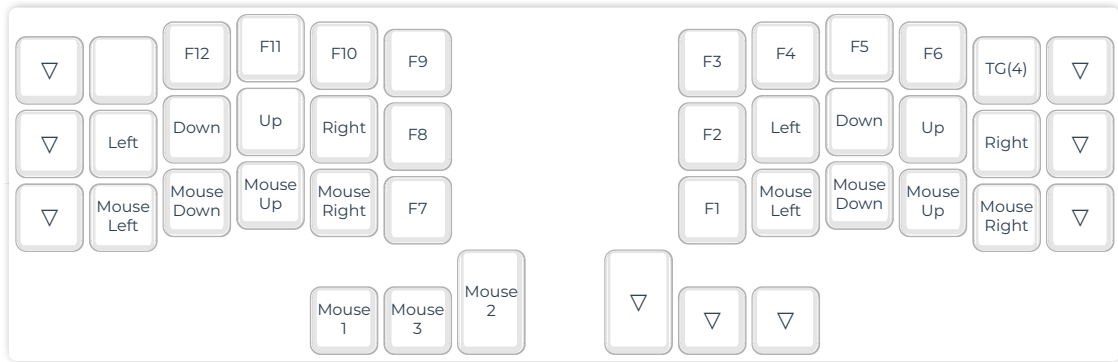 ▽ F12 F11 F10 F9 F3 F4 F5 F6 TG(4) ▽
▽ Left Down Up Right F8 F2 Left Down Up Right ▽
▽ Mouse Left Mouse Down Mouse Up Mouse Right F7 F1 Mouse Left Mouse Down Mouse Up Mouse Right ▽
Mouse 1 Mouse 3 Mouse 2 ▽ ▽ ▽